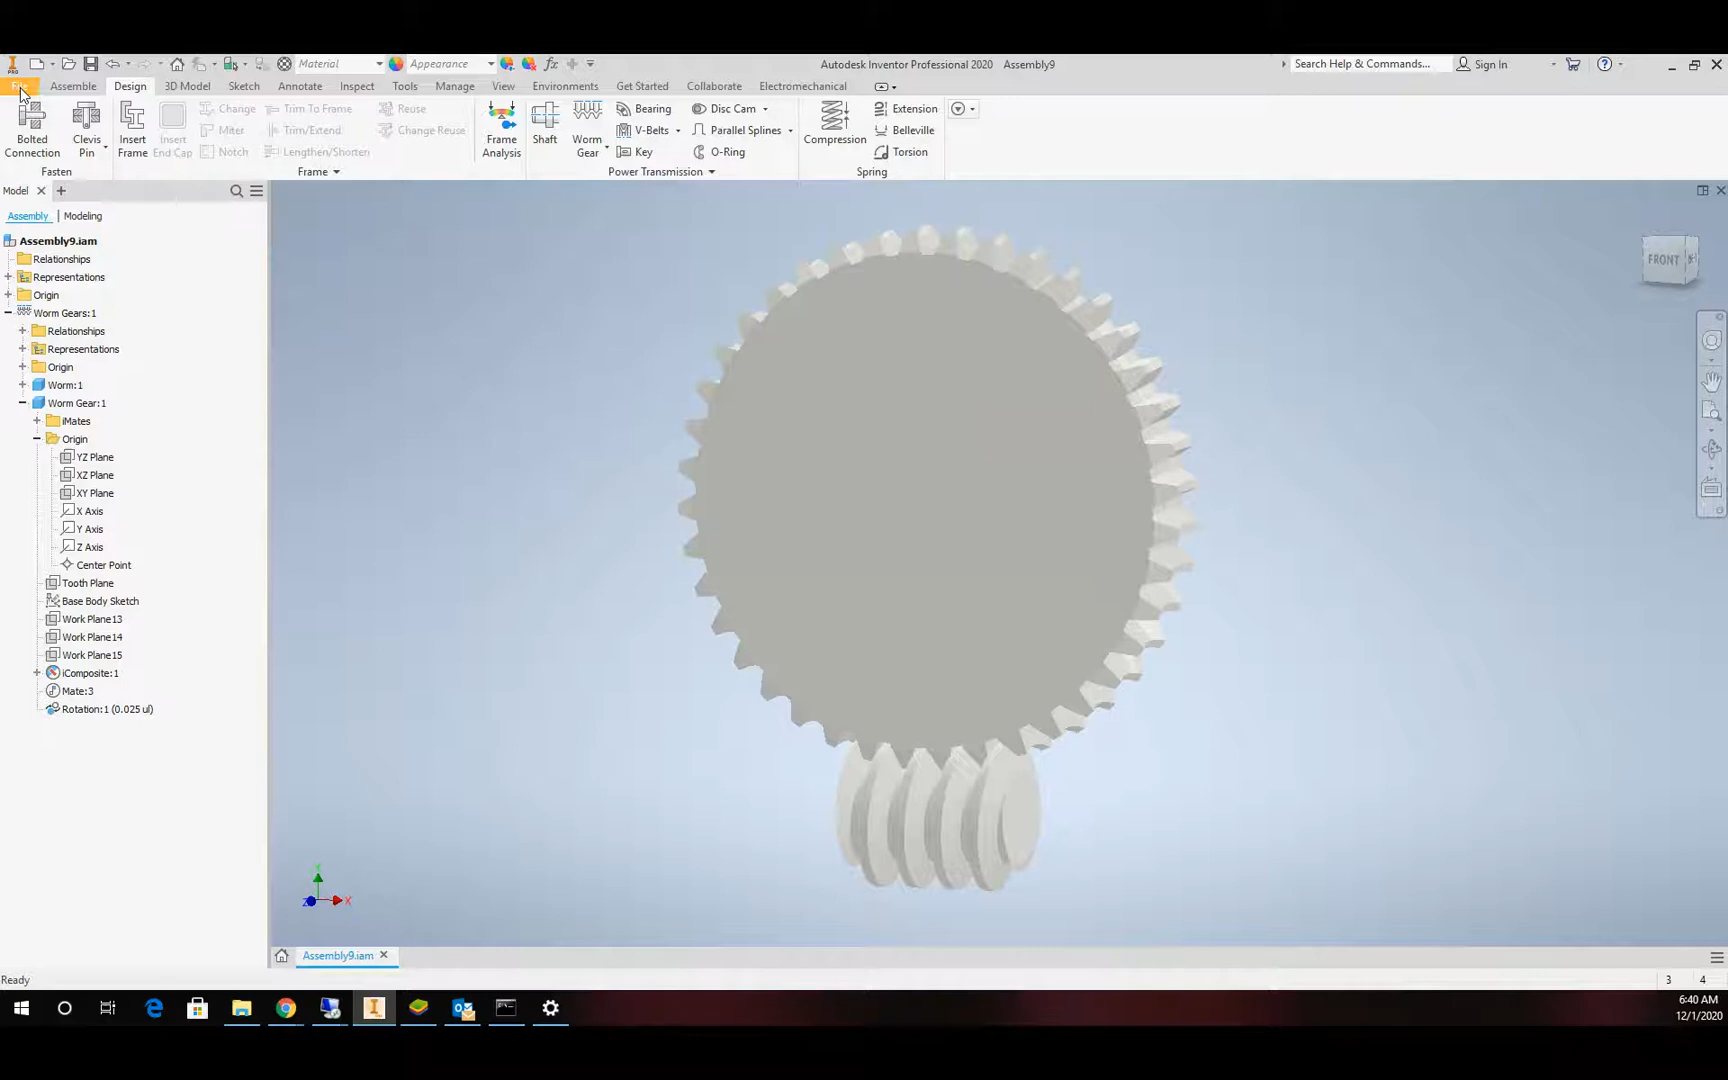 Material
Appearance
fx
Autodesk Inventor Professional 2020 Assembly9
Search Help & Commands...
Sign In
Assemble Design 3D Model Sketch Annotate Inspect Tools Manage View Environments Get Started Collaborate Electromechanical
Bolted Connection
Clevis Pin
Insert Frame
Insert End Cap
Change
Miter
Notch
Trim To Frame
Trim/Extend
Lengthen/Shorten
Reuse
Change Reuse
Frame Analysis
Shaft
Worm Gear
Bearing
V-Belts
Key
Disc Cam
Parallel Splines
O-Ring
Compression
Extension
Belleville
Torsion
Fasten
Frame
Power Transmission
Spring
Model
Assembly | Modeling
Assembly9.iam
Relationships
Representations
Origin
Worm Gears:1
Relationships
Representations
Origin
Worm:1
Worm Gear:1
iMates
Origin
YZ Plane
XZ Plane
XY Plane
X Axis
Y Axis
Z Axis
Center Point
Tooth Plane
Base Body Sketch
Work Plane13
Work Plane14
Work Plane15
iComposite:1
Mate:3
Rotation:1 (0.025 ul)
FRONT
Y
Z
X
Assembly9.iam
Ready
3 4
6:40 AM
12/1/2020